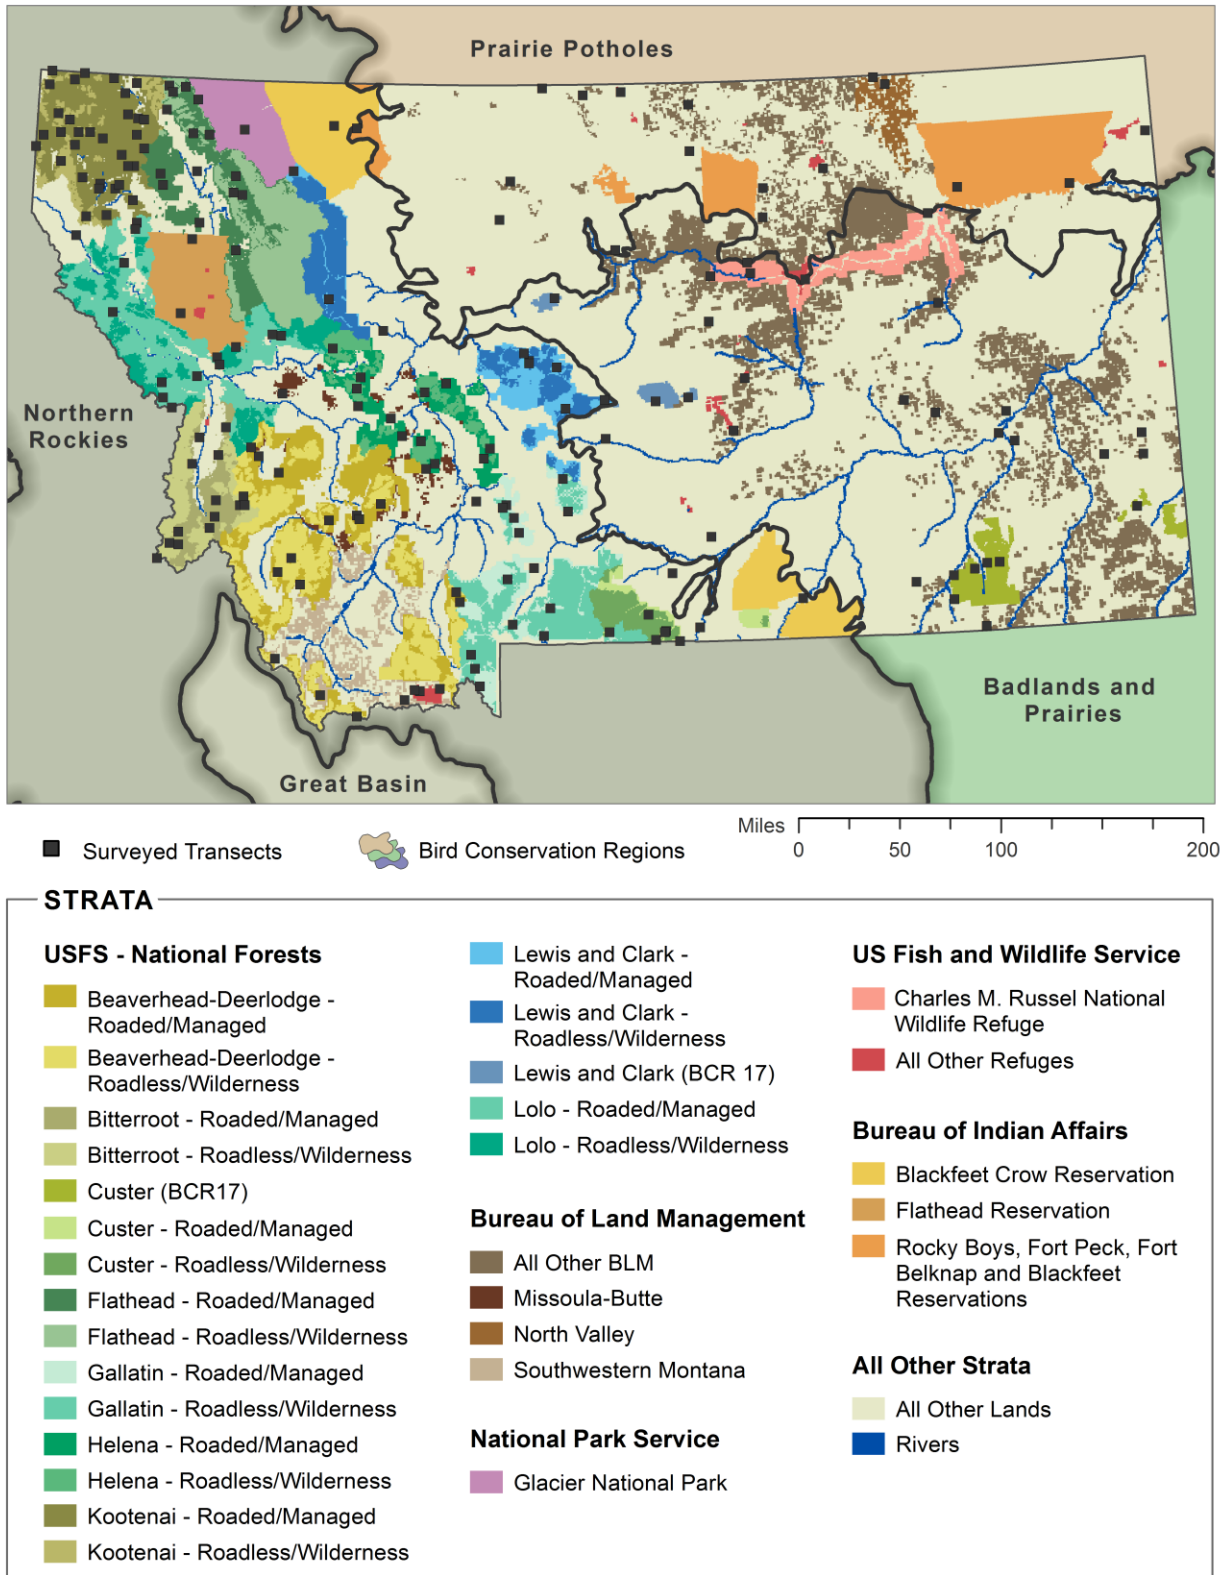 Prairie Potholes
Northern
Rockies
Badlands and
Prairies
Great Basin
Surveyed Transects
Bird Conservation Regions
Miles
0 50 100 200
STRATA
USFS - National Forests
Beaverhead-Deerlodge -
Roaded/Managed
Beaverhead-Deerlodge -
Roadless/Wilderness
Bitterroot - Roaded/Managed
Bitterroot - Roadless/Wilderness
Custer (BCR17)
Custer - Roaded/Managed
Custer - Roadless/Wilderness
Flathead - Roaded/Managed
Flathead - Roadless/Wilderness
Gallatin - Roaded/Managed
Gallatin - Roadless/Wilderness
Helena - Roaded/Managed
Helena - Roadless/Wilderness
Kootenai - Roaded/Managed
Kootenai - Roadless/Wilderness
Lewis and Clark -
Roaded/Managed
Lewis and Clark -
Roadless/Wilderness
Lewis and Clark (BCR 17)
Lolo - Roaded/Managed
Lolo - Roadless/Wilderness
Bureau of Land Management
All Other BLM
Missoula-Butte
North Valley
Southwestern Montana
National Park Service
Glacier National Park
US Fish and Wildlife Service
Charles M. Russel National
Wildlife Refuge
All Other Refuges
Bureau of Indian Affairs
Blackfeet Crow Reservation
Flathead Reservation
Rocky Boys, Fort Peck, Fort
Belknap and Blackfeet
Reservations
All Other Strata
All Other Lands
Rivers